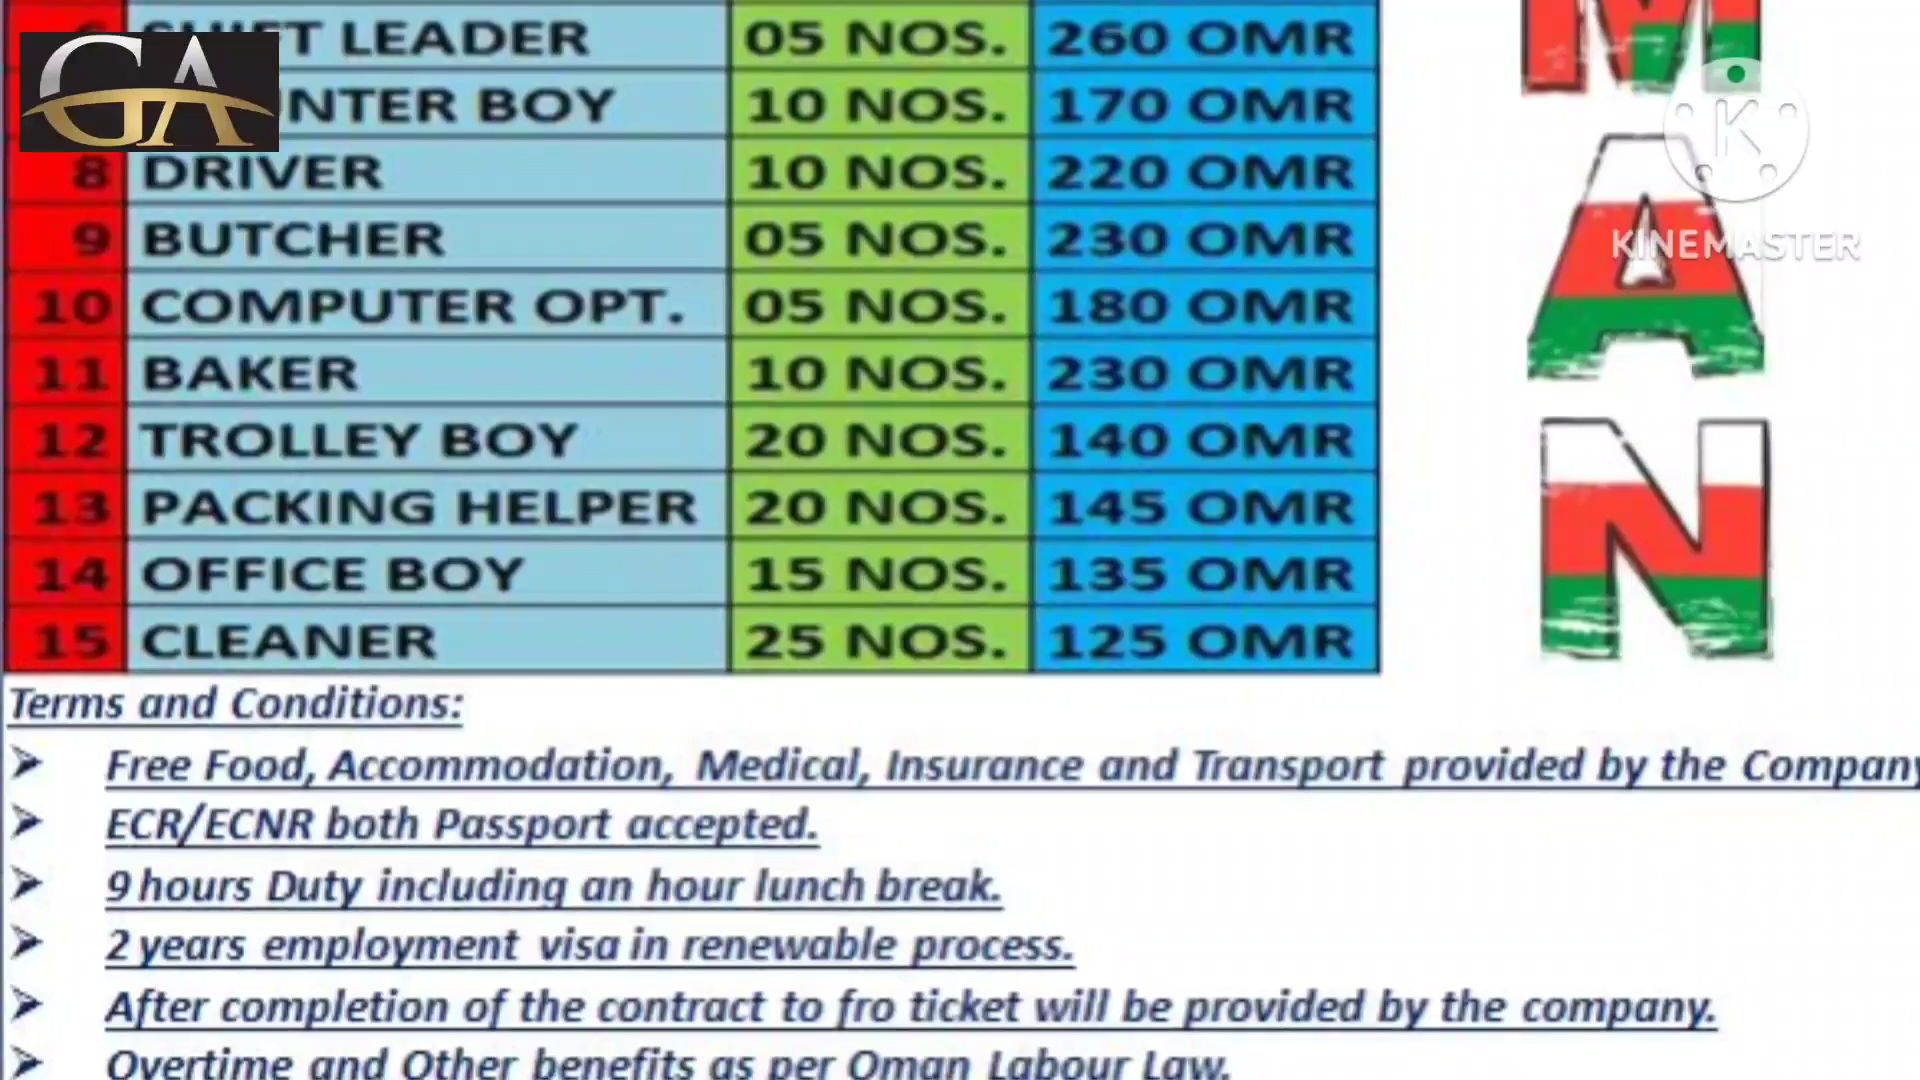 SHIFT LEADER 05 NOS. 260 OMR
NTER BOY 10 NOS. 170 OMR
8 DRIVER 10 NOS. 220 OMR
9 BUTCHER 05 NOS. 230 OMR
10 COMPUTER OPT. 05 NOS. 180 OMR
11 BAKER 10 NOS. 230 OMR
12 TROLLEY BOY 20 NOS. 140 OMR
13 PACKING HELPER 20 NOS. 145 OMR
14 OFFICE BOY 15 NOS. 135 OMR
15 CLEANER 25 NOS. 125 OMR
GA
M
A
N
K
KINEMASTER
Terms and Conditions:
Free Food, Accommodation, Medical, Insurance and Transport provided by the Company
ECR/ECNR both Passport accepted.
9 hours Duty including an hour lunch break.
2 years employment visa in renewable process.
After completion of the contract to fro ticket will be provided by the company.
Overtime and Other benefits as per Oman Labour Law.